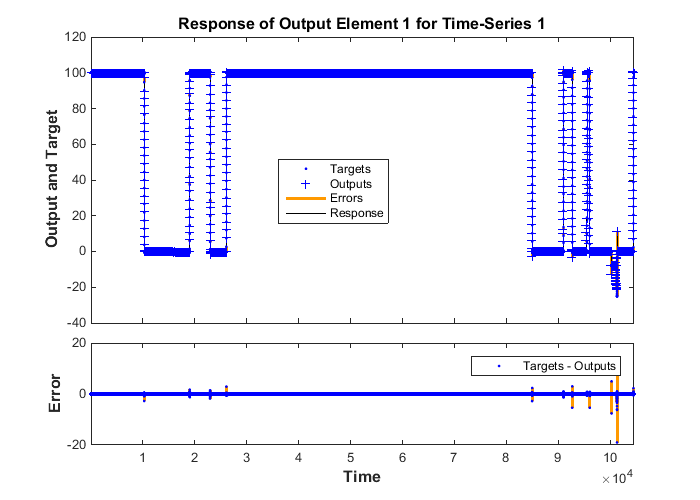 Response of Output Element 1 for Time-Series 1
120
100
80
60
40
20
0
-20
-40
Output and Target
Targets
Outputs
Errors
Response
20
0
-20
Error
Targets - Outputs
1 2 3 4 5 6 7 8 9 10
Time
×10^4